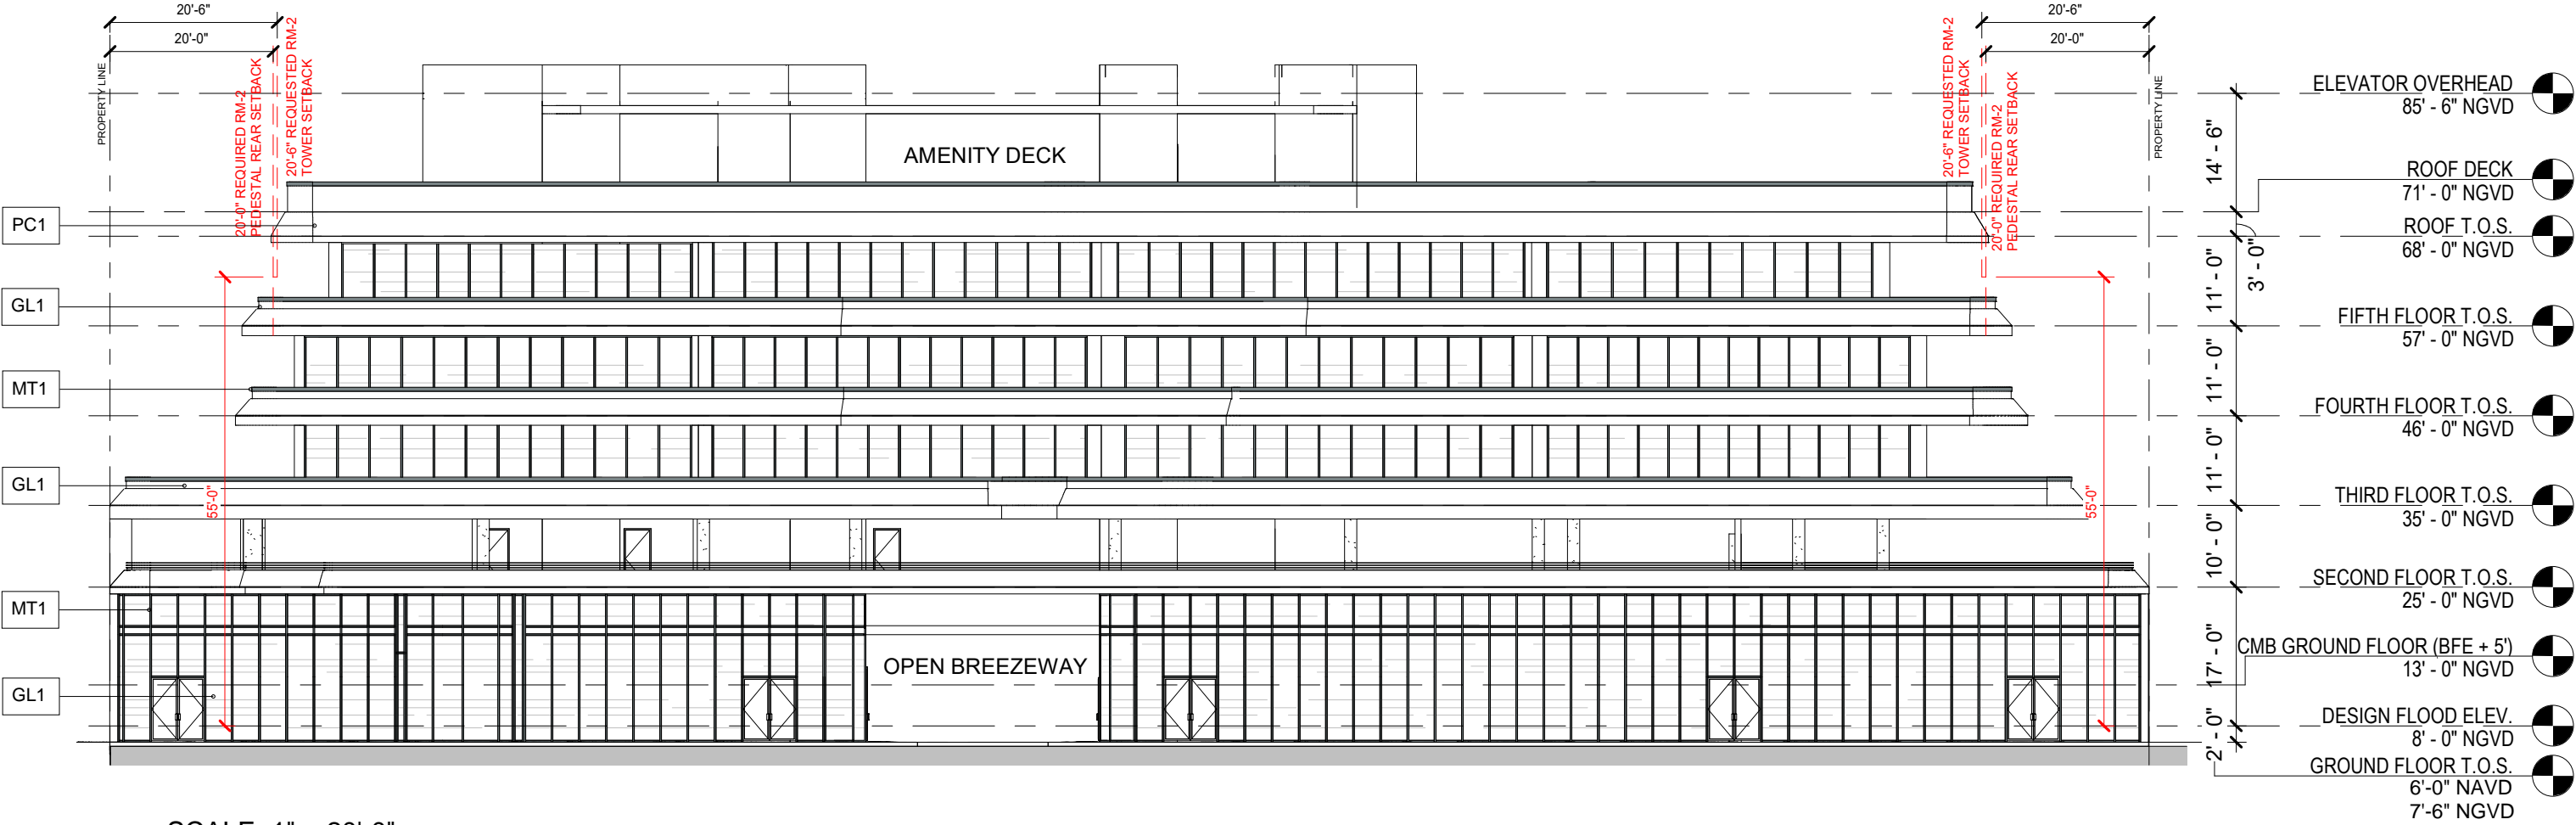 20'-6"
20'-0"
PROPERTY LINE
20'-0" REQUIRED RM-2
PEDESTAL REAR SETBACK
20'-6" REQUESTED RM-2
TOWER SETBACK
AMENITY DECK
20'-6"
20'-0"
20'-6" REQUESTED RM-2
TOWER SETBACK
20'-0" REQUIRED RM-2
PEDESTAL REAR SETBACK
PROPERTY LINE
PC1
GL1
MT1
GL1
MT1
GL1
55'-0"
55'-0"
OPEN BREEZEWAY
14' - 6"
3' - 0"
11' - 0"
11' - 0"
11' - 0"
10' - 0"
17' - 0"
2' - 0"
ELEVATOR OVERHEAD
85' - 6" NGVD
ROOF DECK
71' - 0" NGVD
ROOF T.O.S.
68' - 0" NGVD
FIFTH FLOOR T.O.S.
57' - 0" NGVD
FOURTH FLOOR T.O.S.
46' - 0" NGVD
THIRD FLOOR T.O.S.
35' - 0" NGVD
SECOND FLOOR T.O.S.
25' - 0" NGVD
CMB GROUND FLOOR (BFE + 5')
13' - 0" NGVD
DESIGN FLOOD ELEV.
8' - 0" NGVD
GROUND FLOOR T.O.S.
6'-0" NAVD
7'-6" NGVD